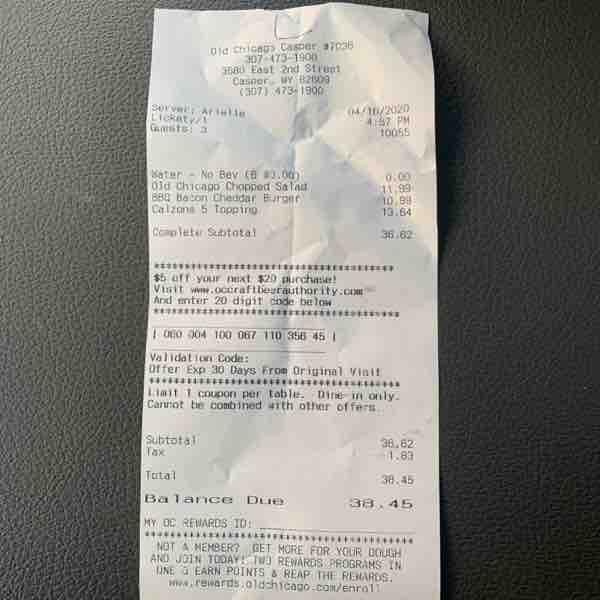 Old Chicago Casper #7036
307-473-1900
3580 East 2nd Street
Casper, WY 82609
(307) 473-1900
Server: Arielle 04/16/2020
Lickety/1 4:57 PM
Guests: 3 10055
Water - No Bev (@ 0.00)
Old Chicago Chopped Salad 11.99
BBQ Bacon Cheddar Burger 10.99
Calzone 5 Topping 13.64
Complete Subtotal 36.62
$5 off your next $20 purchase!
Visit www.occraftbeerauthority.com
And enter 20 digit code below
| 060 004 100 067 110 356 45 |
Validation Code:
Offer Exp 30 Days From Original Visit
Limit 1 coupon per table. Dine-in only.
Cannot be combined with other offers.
Subtotal 36.62
Tax 1.83
Total 38.45
Balance Due 38.45
MY OC REWARDS ID:
NOT A MEMBER? GET MORE FOR YOUR DOUGH
AND JOIN TODAY! TWO REWARDS PROGRAMS IN
ONE & EARN POINTS & REAP THE REWARDS.
www.rewards.oldchicago.com/enroll